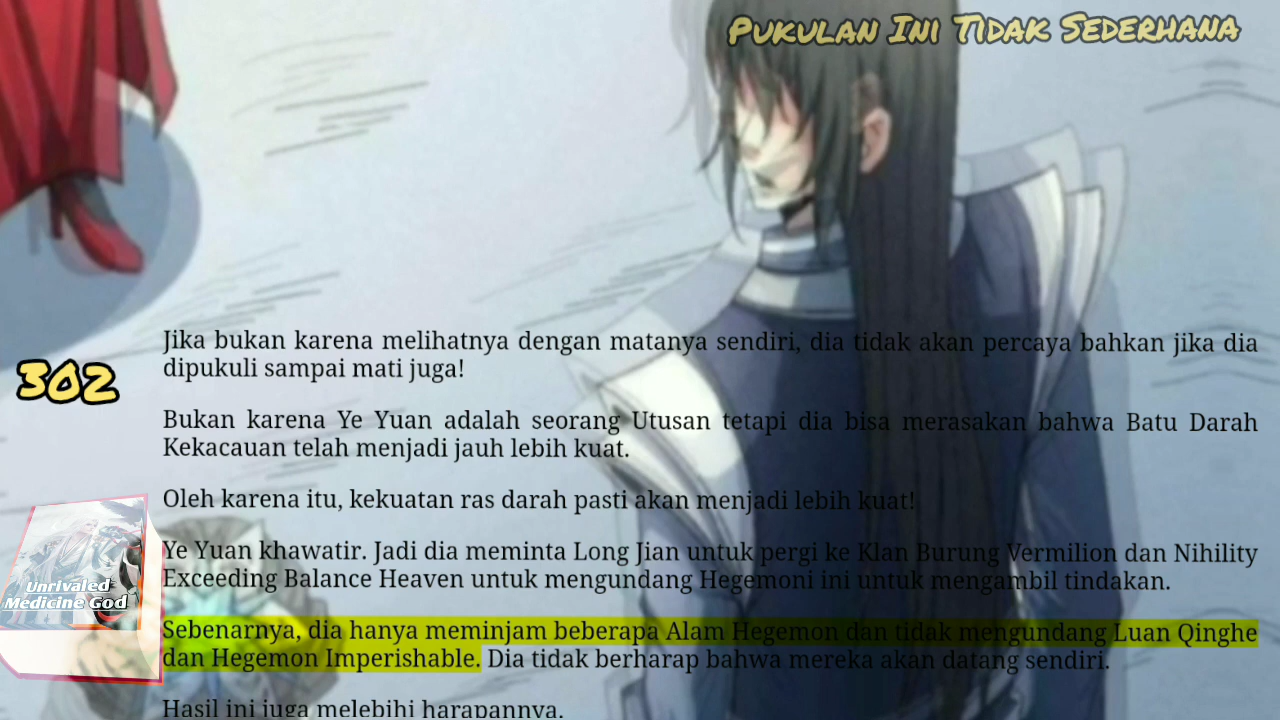 Pukulan Ini Tidak Sederhana
Jika bukan karena melihatnya dengan matanya sendiri, dia tidak akan percaya bahkan jika dia
dipukuli sampai mati juga!
302
Bukan karena Ye Yuan adalah seorang Utusan tetapi dia bisa merasakan bahwa Batu Darah
Kekacauan telah menjadi jauh lebih kuat.
Oleh karena itu, kekuatan ras darah pasti akan menjadi lebih kuat!
Ye Yuan khawatir. Jadi dia meminta Long Jian untuk pergi ke Klan Burung Vermilion dan Nihility
Exceeding Balance Heaven untuk mengundang Hegemoni ini untuk mengambil tindakan.
Unrivaled
Medicine God
Sebenarnya, dia hanya meminjam beberapa Alam Hegemon dan tidak mengundang Luan Qinghe
dan Hegemon Imperishable. Dia tidak berharap bahwa mereka akan datang sendiri.
Hasil ini juga melebihi harapannya.